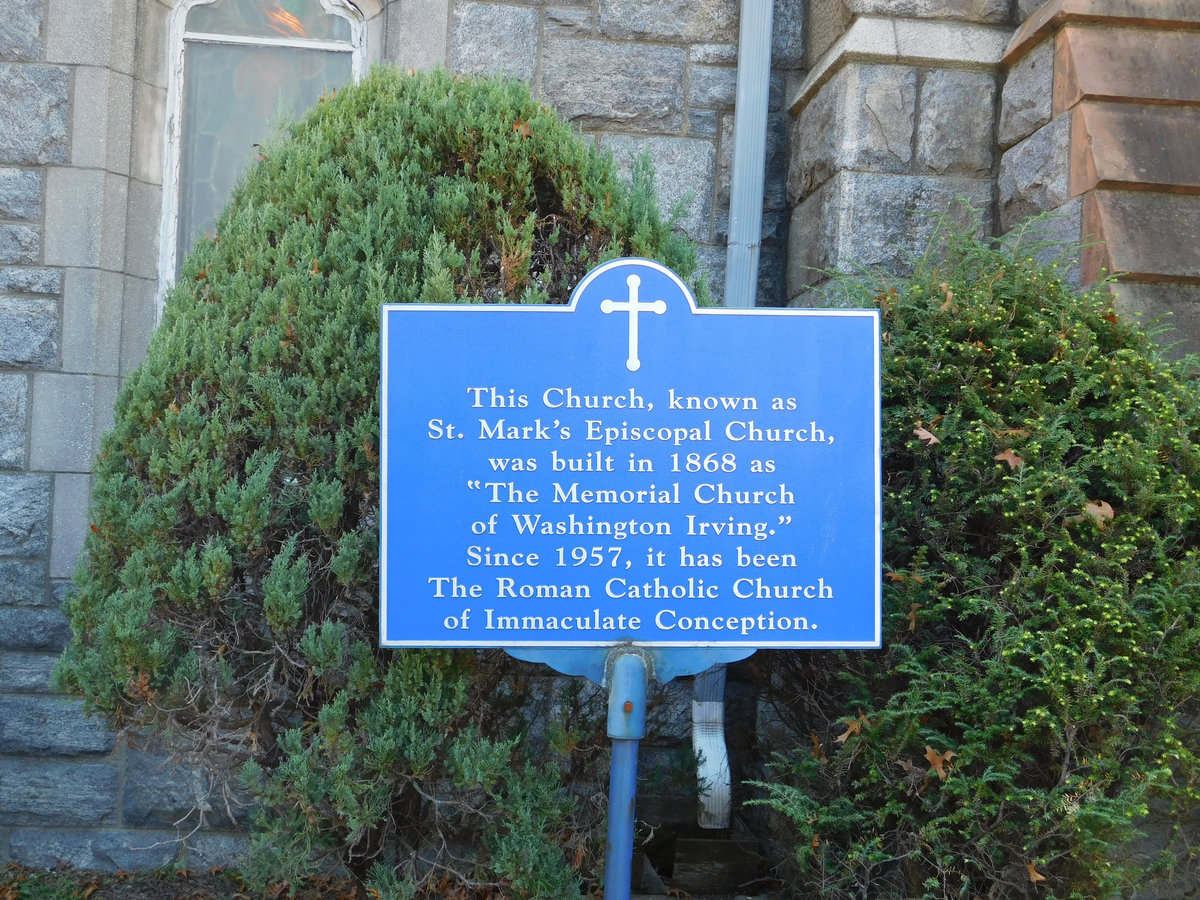 This Church, known as
St. Mark's Episcopal Church,
was built in 1868 as
“The Memorial Church
of Washington Irving.”
Since 1957, it has been
The Roman Catholic Church
of Immaculate Conception.